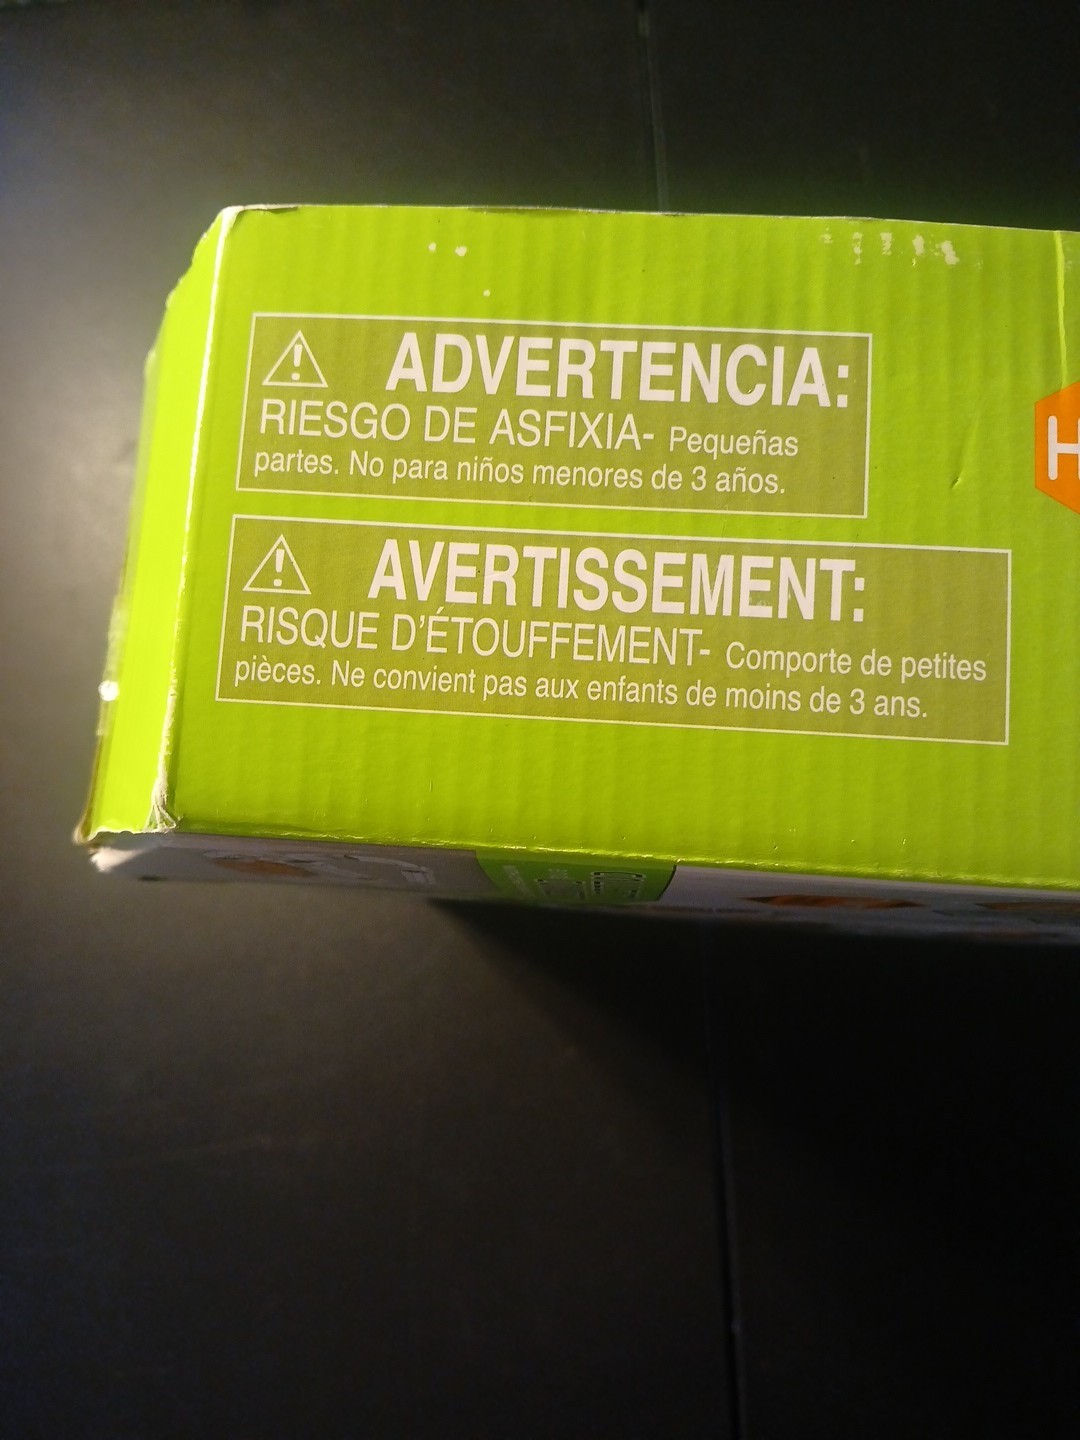 ADVERTENCIA:
RIESGO DE ASFIXIA- Pequeñas
partes. No para niños menores de 3 años.
AVERTISSEMENT:
RISQUE D'ÉTOUFFEMENT- Comporte de petites
pièces. Ne convient pas aux enfants de moins de 3 ans.
H